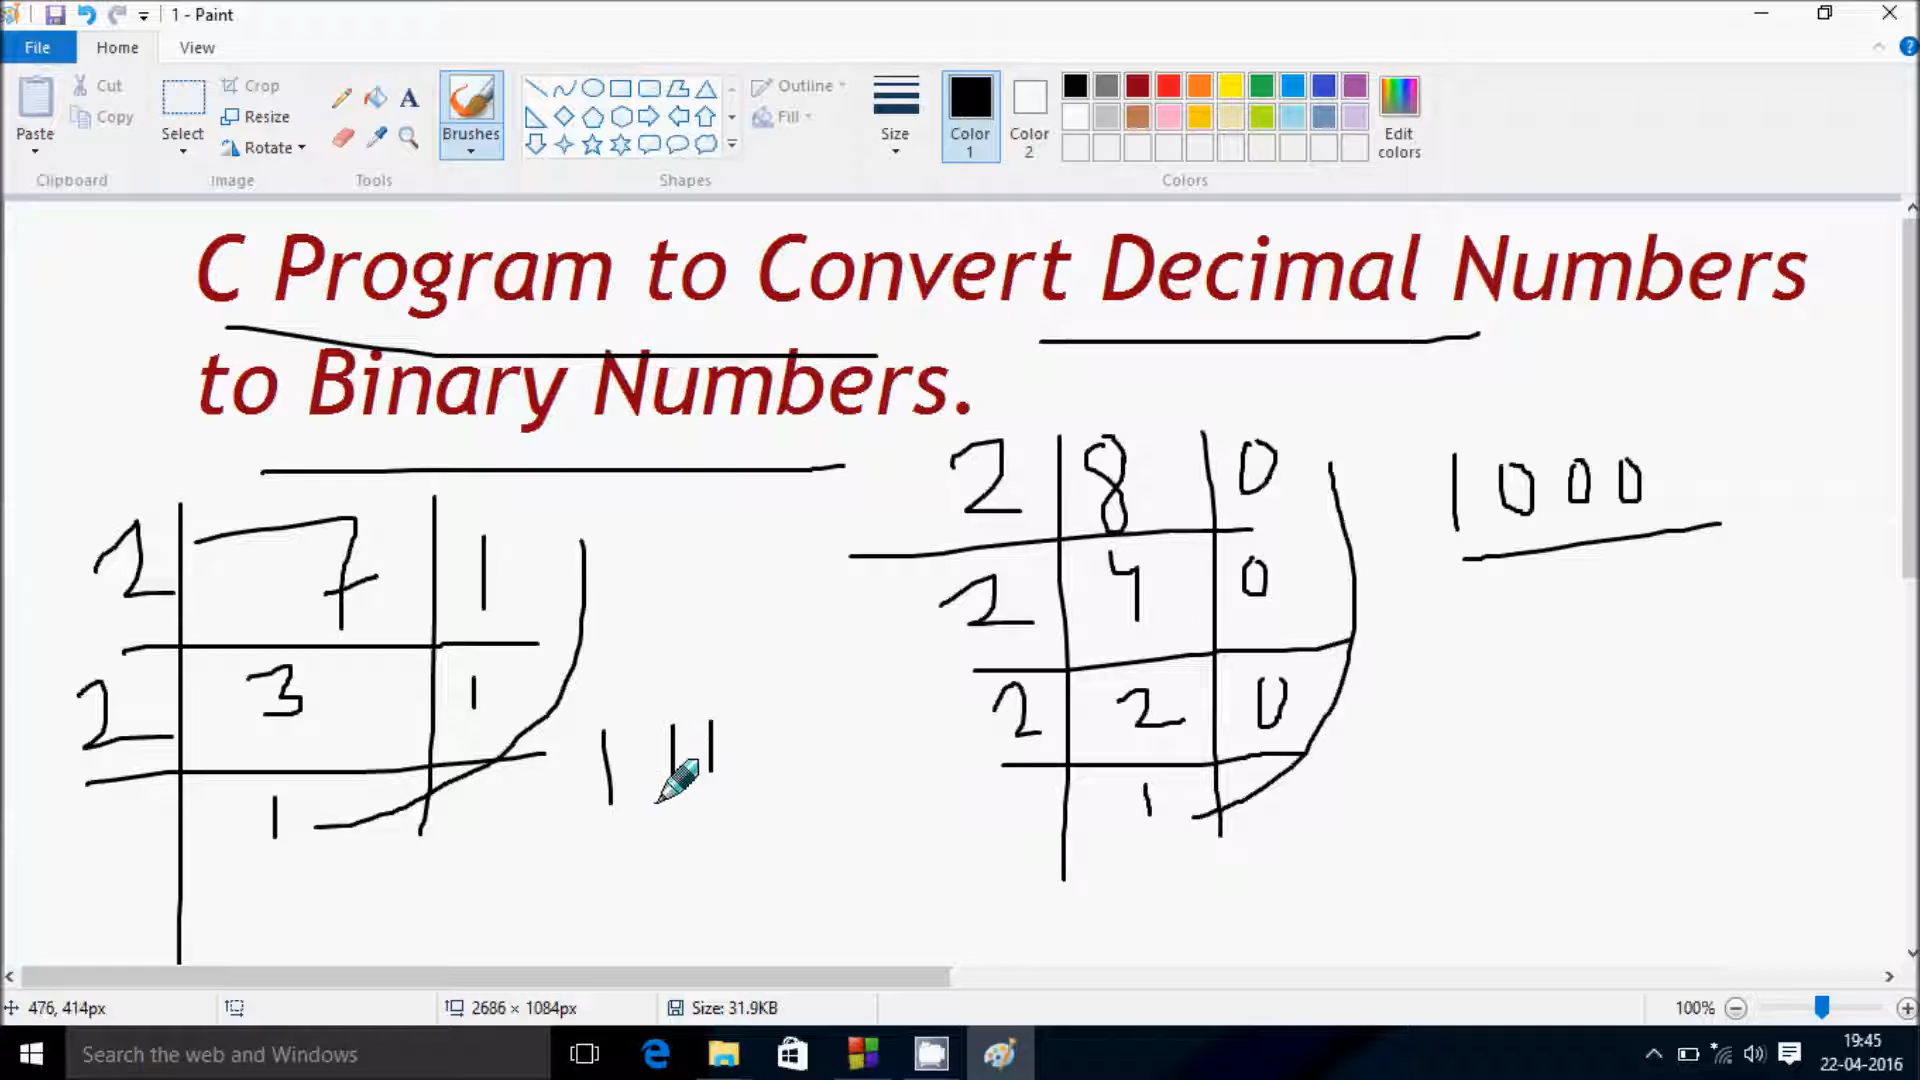 1 - Paint
File Home View
Paste
Cut
Copy
Clipboard
Select
Crop
Resize
Rotate
Image
A
Tools
Brushes
Shapes
Outline
Fill
Size
Color 1
Color 2
Edit colors
Colors
C Program to Convert Decimal Numbers
to Binary Numbers.
2 7 1
2 3 1
1
1 1 1
2 8 0
2 4 0
2 2 0
1
1000
476, 414px
2686 × 1084px
Size: 31.9KB
100%
Search the web and Windows
19:45
22-04-2016